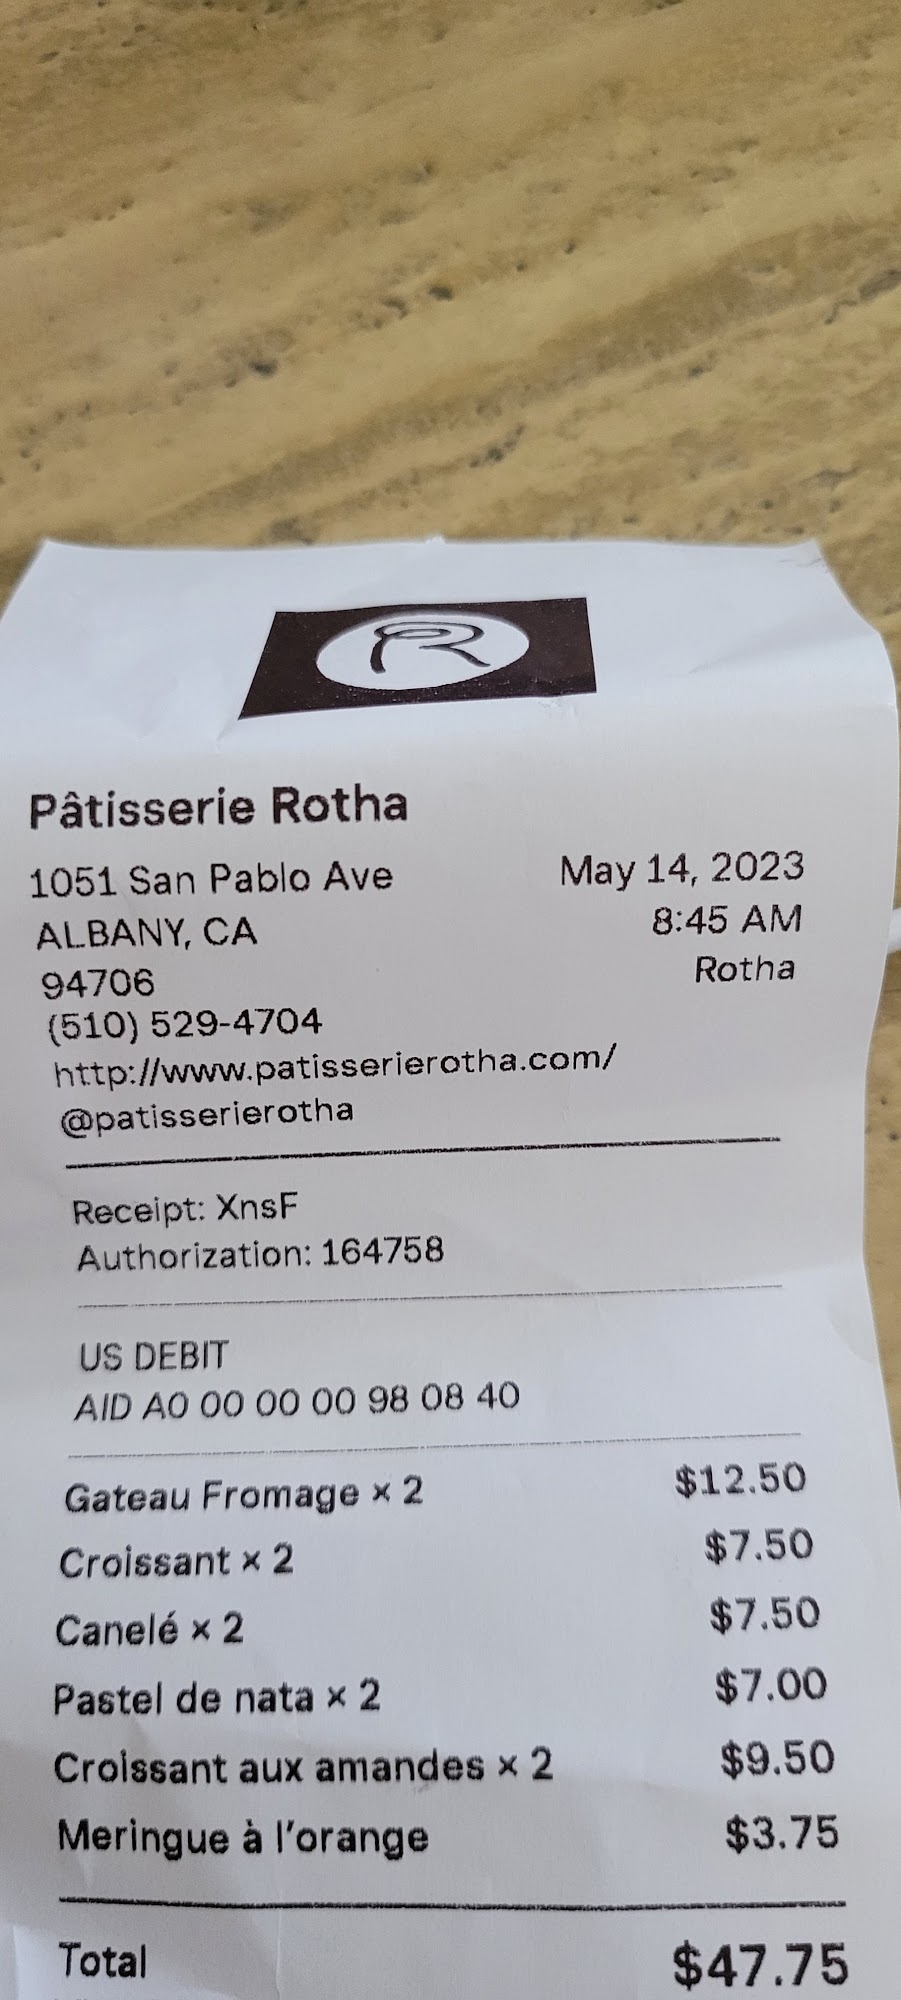 R
Pâtisserie Rotha
1051 San Pablo Ave May 14, 2023
ALBANY, CA 8:45 AM
94706 Rotha
(510) 529-4704
http://www.patisserierotha.com/
@patisserierotha
Receipt: XnsF
Authorization: 164758
US DEBIT
AID A0 00 00 00 98 08 40
Gateau Fromage × 2 $12.50
Croissant × 2 $7.50
Canelé × 2 $7.50
Pastel de nata × 2 $7.00
Croissant aux amandes × 2 $9.50
Meringue à l'orange $3.75
Total $47.75